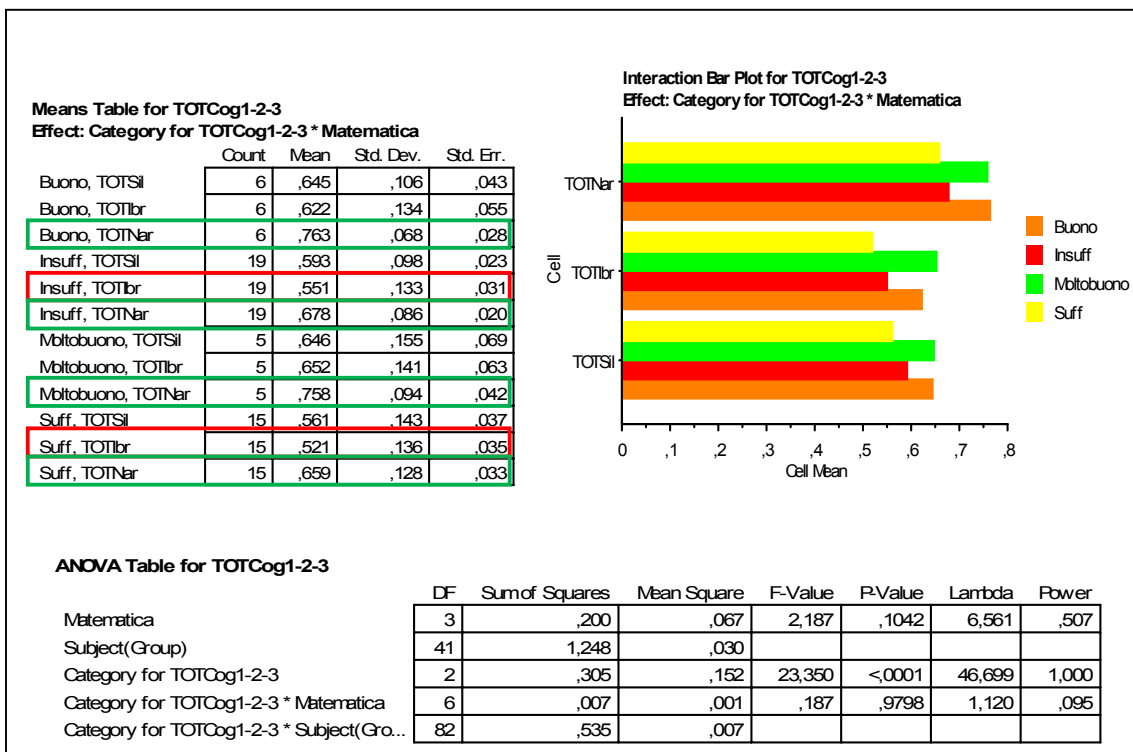 Means Table for TOTCog1-2-3
Effect: Category for TOTCog1-2-3 * Matematica
Count Mean Std. Dev. Std. Err.
Buono, TOTSil 6 ,645 ,106 ,043
Buono, TOTIbr 6 ,622 ,134 ,055
Buono, TOTNar 6 ,763 ,068 ,028
Insuff, TOTSil 19 ,593 ,098 ,023
Insuff, TOTIbr 19 ,551 ,133 ,031
Insuff, TOTNar 19 ,678 ,086 ,020
Moltobuono, TOTSil 5 ,646 ,155 ,069
Moltobuono, TOTIbr 5 ,652 ,141 ,063
Moltobuono, TOTNar 5 ,758 ,094 ,042
Suff, TOTSil 15 ,561 ,143 ,037
Suff, TOTIbr 15 ,521 ,136 ,035
Suff, TOTNar 15 ,659 ,128 ,033
Interaction Bar Plot for TOTCog1-2-3
Effect: Category for TOTCog1-2-3 * Matematica
Cell
TOTNar
TOTIbr
TOTSil
0 ,1 ,2 ,3 ,4 ,5 ,6 ,7 ,8
Cell Mean
Buono
Insuff
Moltobuono
Suff
ANOVA Table for TOTCog1-2-3
DF Sum of Squares Mean Square F-Value P-Value Lambda Power
Matematica 3 ,200 ,067 2,187 ,1042 6,561 ,507
Subject(Group) 41 1,248 ,030
Category for TOTCog1-2-3 2 ,305 ,152 23,350 <,0001 46,699 1,000
Category for TOTCog1-2-3 * Matematica 6 ,007 ,001 ,187 ,9798 1,120 ,095
Category for TOTCog1-2-3 * Subject(Gro... 82 ,535 ,007